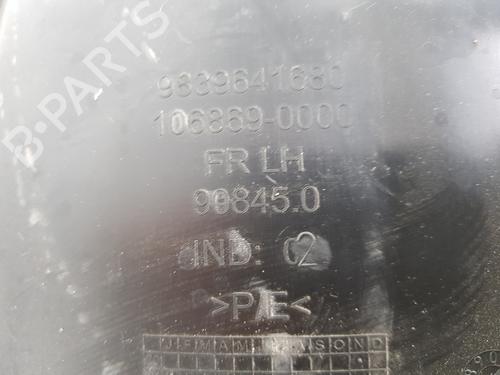 B-PARTS
9639641680
106869-0000
FR LH
99845.0
IND: 02
>P/E<